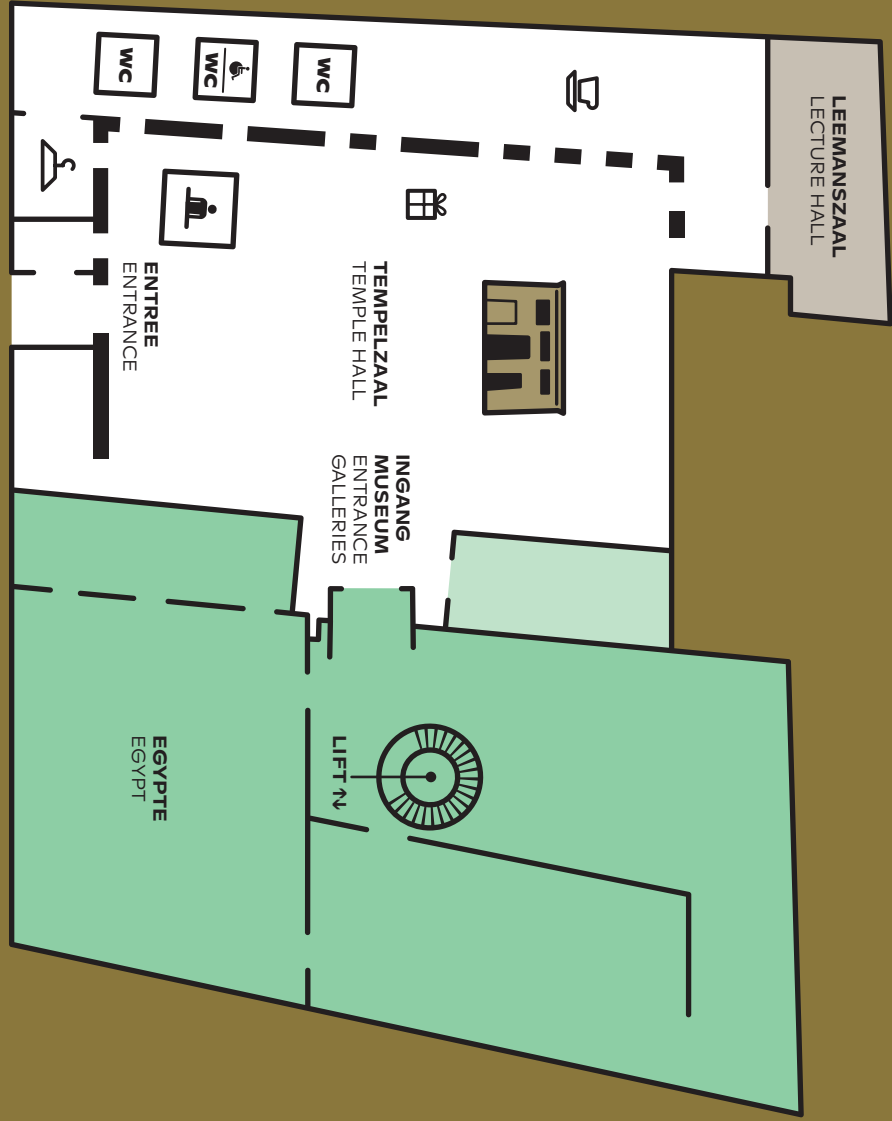 WC
WC
WC
LEEMANSZAAL
LECTURE HALL
ENTREE
ENTRANCE
TEMPELZAAL
TEMPLE HALL
INGANG
MUSEUM
ENTRANCE
GALLERIES
LIFT ↑↓
EGYPTE
EGYPT